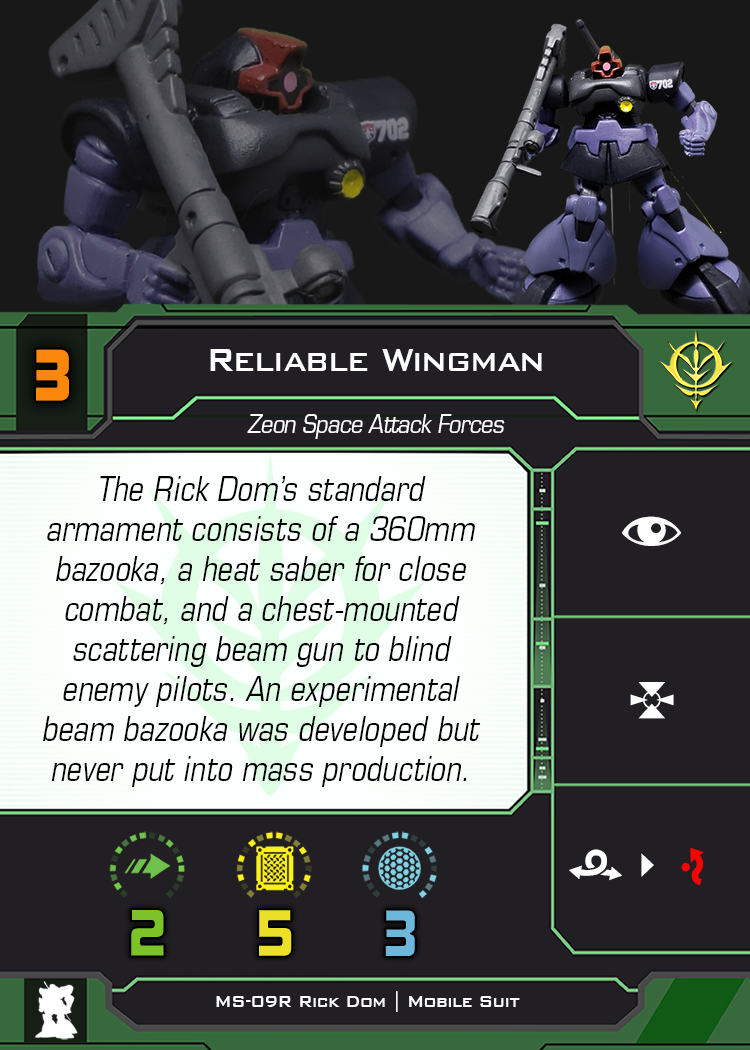 702
702
3
Reliable Wingman
Zeon Space Attack Forces
The Rick Dom's standard
armament consists of a 360mm
bazooka, a heat saber for close
combat, and a chest-mounted
scattering beam gun to blind
enemy pilots. An experimental
beam bazooka was developed but
never put into mass production.
2 5 3
MS-09R Rick Dom | Mobile Suit